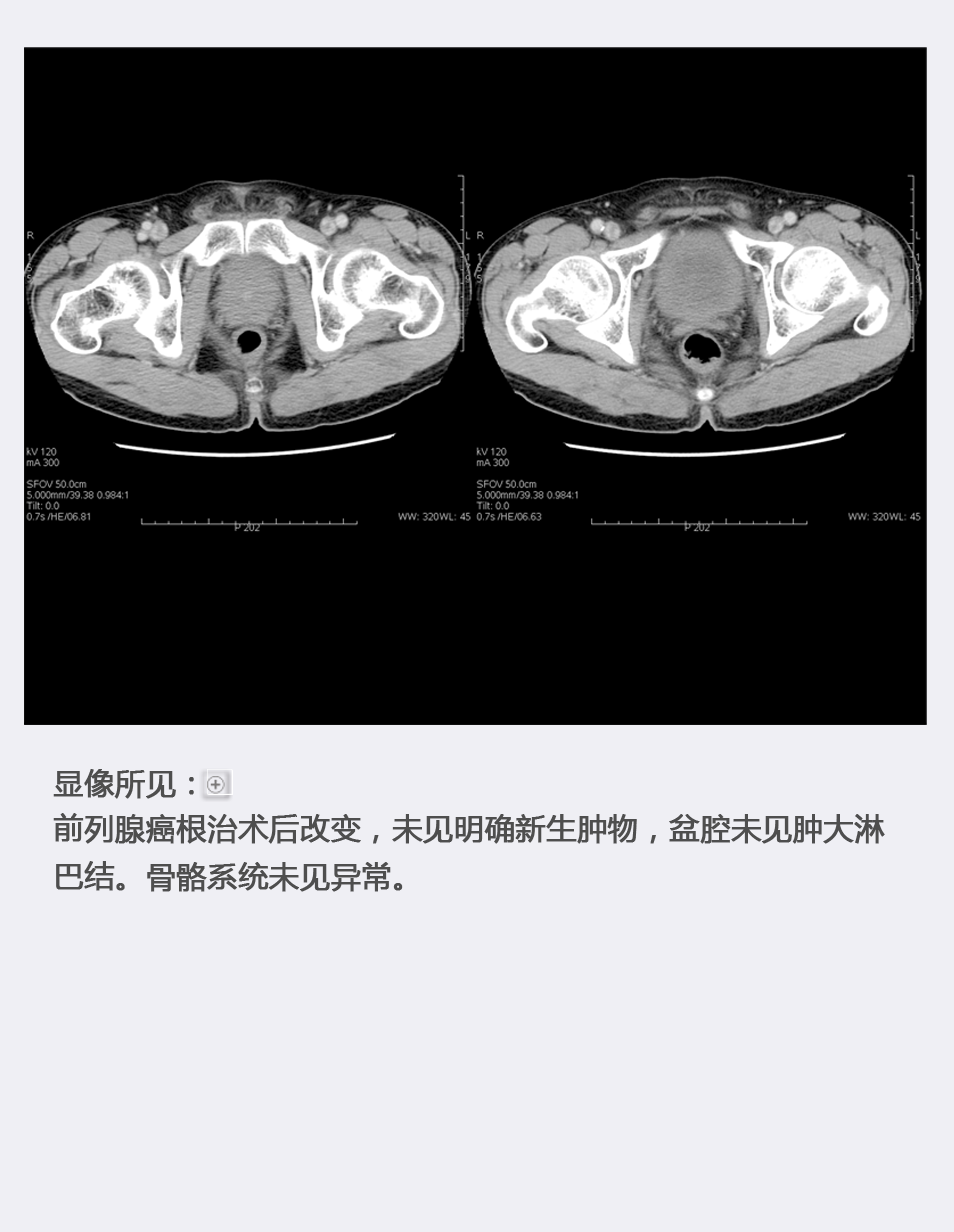 R
L
R
L
kV 120
mA 300
SFOV 50.0cm
5.000mm/39.38 0.984:1
Tilt: 0.0
0.7s /HE/06.81
P 202
WW: 320WL: 45
kV 120
mA 300
SFOV 50.0cm
5.000mm/39.38 0.984:1
Tilt: 0.0
0.7s /HE/06.63
P 202
WW: 320WL: 45
显像所见：
前列腺癌根治术后改变，未见明确新生肿物，盆腔未见肿大淋
巴结。骨骼系统未见异常。